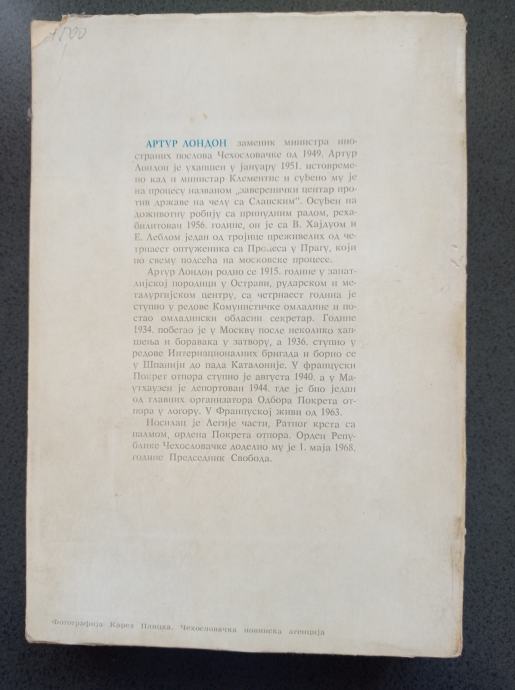 1500
АРТУР ЛОНДОН заменик министра ино-
страних послова Чехословачке од 1949. Артур
Лондон је ухапшен у јануару 1951. истовреме-
но кад и министар Клементис и суђено му је
на процесу названом „заверенички центар про-
тив државе на челу са Сланским“. Осуђен на
доживотну робију са принудним радом, реха-
билитован 1956. године, он је са В. Хајдуом и
Е. Леблом један од тројице преживелих од че-
трнаест оптуженика са Процеса у Прагу, који
по свему подсећа на московске процесе.
Артур Лондон родио се 1915. године у занат-
лијској породици у Острави, рударском и ме-
талургијском центру, са четрнаест година је
ступио у редове Комунистичке омладине и по-
стао омладински обласни секретар. Године
1934. побегао је у Москву после неколико хап-
шења и боравака у затвору, а 1936. ступио у
редове Интернационалних бригада и борио се
у Шпанији до пада Каталоније. У француски
Покрет отпора ступио је августа 1940. а у Ма-
утхаузен је депортован 1944. где је био један
од главних организатора Одбора Покрета от-
пора у логору. У Француској живи од 1963.
Носилац је Легије части, Ратног крста са
палмом, ордена Покрета отпора. Орден Репу-
блике Чехословачке доделио му је 1. маја 1968.
године Председник Свобода.
Фотографија Карел Плицка. Чехословачка новинска агенција